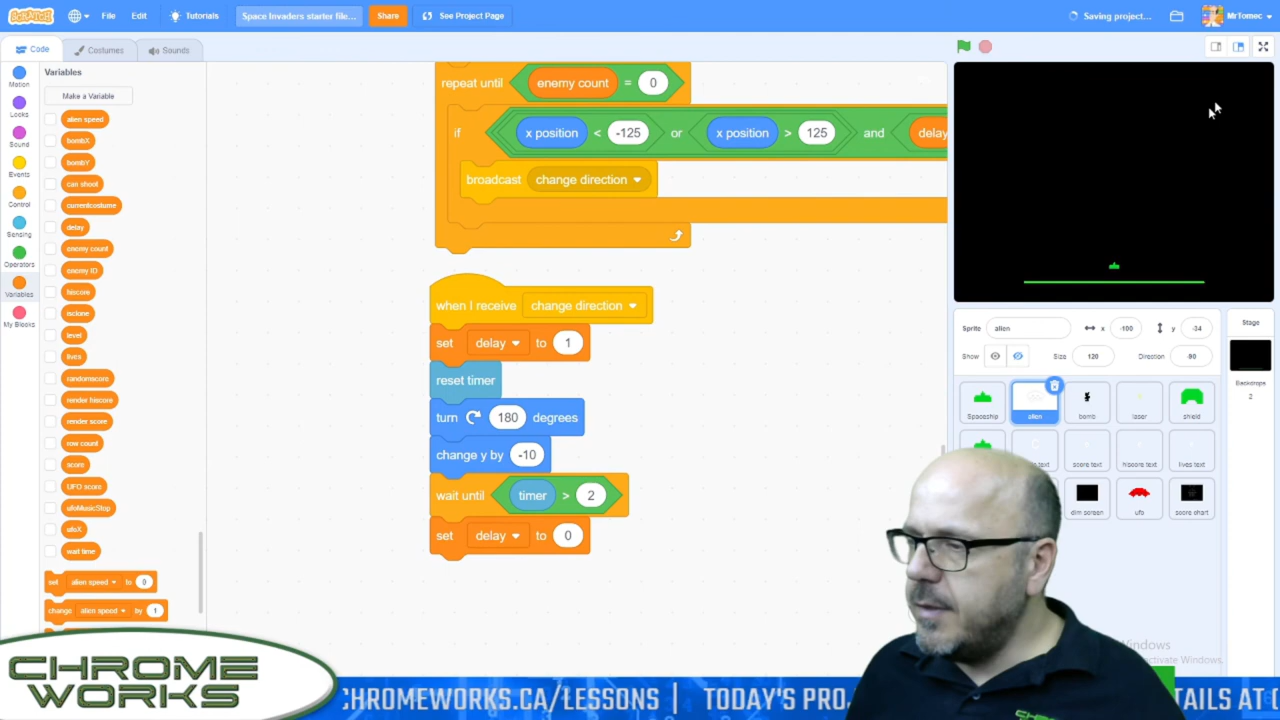 SCRATCH
File
Edit
Tutorials
Space Invaders starter file...
Share
See Project Page
Saving project...
MrTomec
Code
Costumes
Sounds
Motion
Looks
Sound
Events
Control
Sensing
Operators
Variables
My Blocks
Variables
Make a Variable
alien speed
bombX
bombY
can shoot
currentcostume
delay
enemy count
enemy ID
hiscore
isclone
level
lives
randomscore
render hiscore
render score
row count
score
UFO score
ufoMusicStop
ufoX
wait time
set alien speed to 0
change alien speed by 1
repeat until enemy count = 0
if x position < -125 or x position > 125 and delay
broadcast change direction
when I receive change direction
set delay to 1
reset timer
turn 180 degrees
change y by -10
wait until timer > 2
set delay to 0
Sprite alien x -100 y -34
Show Size 120 Direction -90
Stage
Backdrops
2
Spaceship alien bomb laser shield
text score text hiscore text lives text
dim screen ufo score chart
Windows
Activate Windows.
CHROME
WORKS
CHROMEWORKS.CA/LESSONS | TODAY'S PRO
TAILS AT